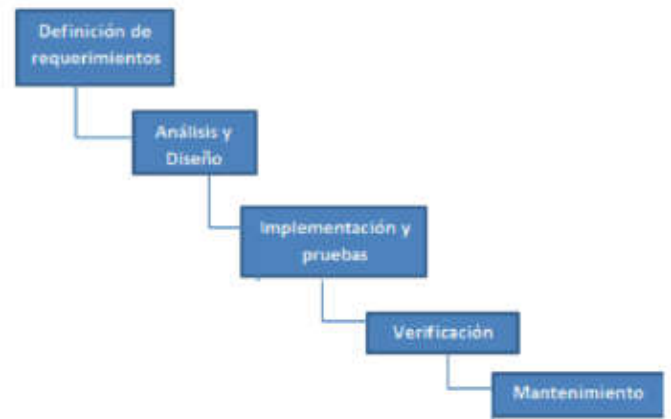 Definición de
requerimientos
Análisis y
Diseño
Implementación y
pruebas
Verificación
Mantenimiento